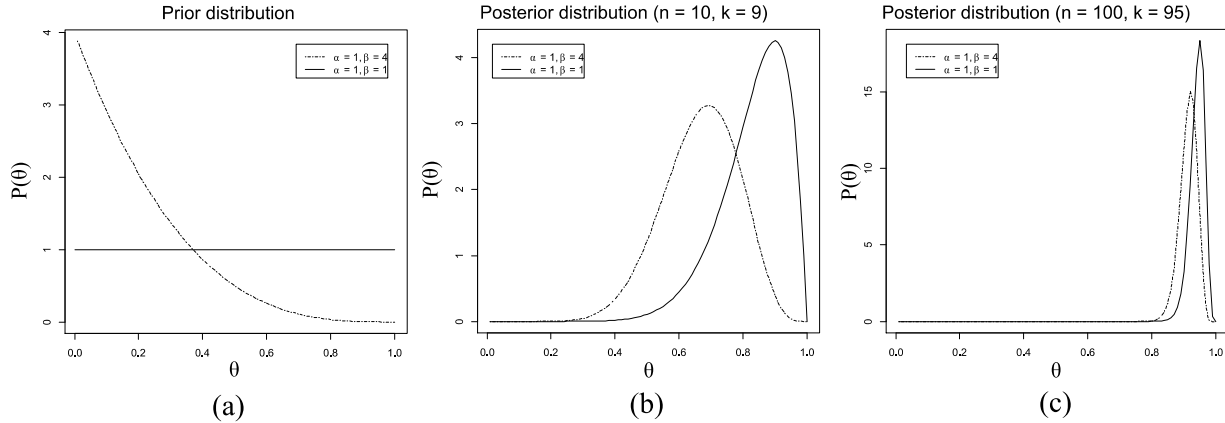 Prior distribution
α = 1, β = 4
α = 1, β = 1
P(θ)
0
1
2
3
4
0.0
0.2
0.4
0.6
0.8
1.0
θ
(a)
Posterior distribution (n = 10, k = 9)
α = 1, β = 4
α = 1, β = 1
P(θ)
0
1
2
3
4
0.0
0.2
0.4
0.6
0.8
1.0
θ
(b)
Posterior distribution (n = 100, k = 95)
α = 1, β = 4
α = 1, β = 1
P(θ)
0
5
10
15
0.0
0.2
0.4
0.6
0.8
1.0
θ
(c)